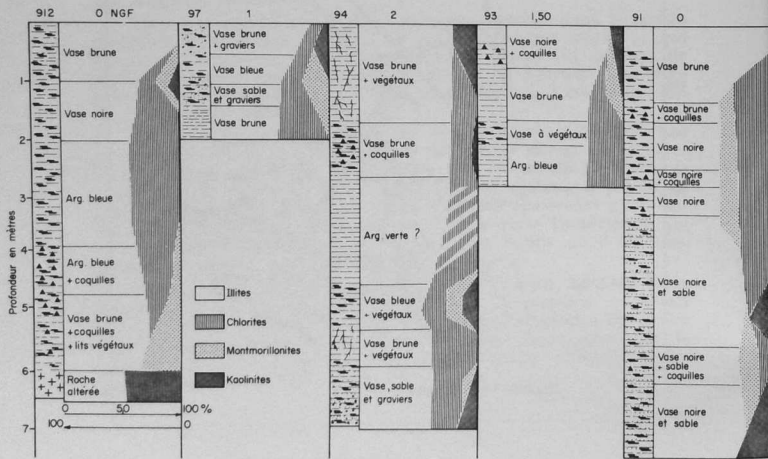 912 0 NGF
Vase brune
Vase noire
Arg. bleue
Arg. bleue
+ coquilles
Vase brune
+coquilles
+lits végétaux
Roche
altérée
0 50 100 %
100 0
Profondeur en mètres
1
2
3
4
5
6
7
97 1
Vase brune
+ graviers
Vase bleue
Vase sable
et graviers
Vase brune
Illites
Chlorites
Montmorillonites
Kaolinites
94 2
Vase brune
+ végétaux
Vase brune
+ coquilles
Arg. verte ?
Vase bleue
+ végétaux
Vase brune
+ végétaux
Vase, sable
et graviers
93 1,50
Vase noire
+ coquilles
Vase brune
Vase à végétaux
Arg. bleue
91 0
Vase brune
Vase brune
+ coquilles
Vase noire
Vase noire
+ coquilles
Vase noire
Vase noire
et sable
Vase noire
+ sable
+ coquilles
Vase noire
et sable